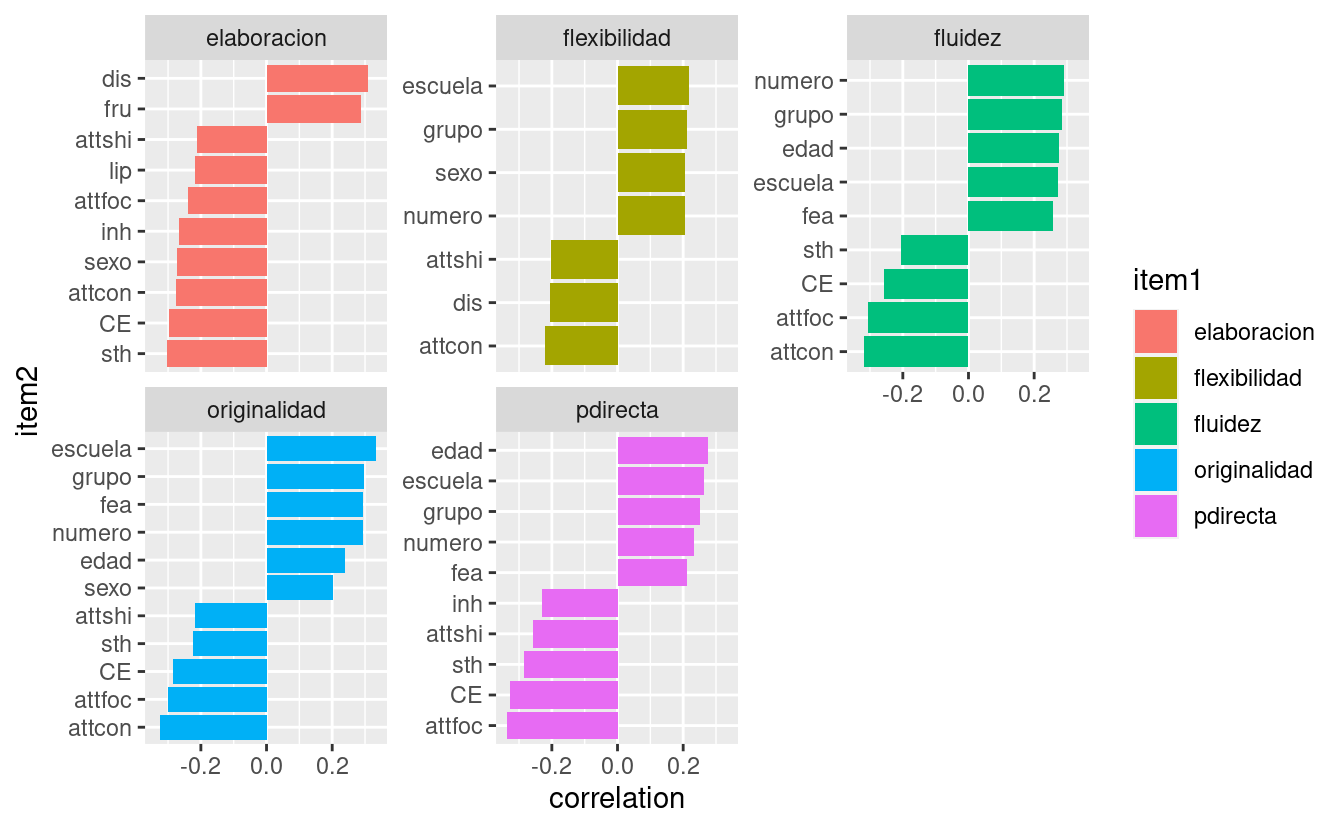 elaboracion
dis
fru
attshi
lip
attfoc
inh
sexo
attcon
CE
sth
flexibilidad
escuela
grupo
sexo
numero
attshi
dis
attcon
fluidez
numero
grupo
edad
escuela
fea
sth
CE
attfoc
attcon
-0.2 0.0 0.2
originalidad
escuela
grupo
fea
numero
edad
sexo
attshi
sth
CE
attfoc
attcon
-0.2 0.0 0.2
pdirecta
edad
escuela
grupo
numero
fea
inh
attshi
sth
CE
attfoc
-0.2 0.0 0.2
correlation
item2
item1
elaboracion
flexibilidad
fluidez
originalidad
pdirecta